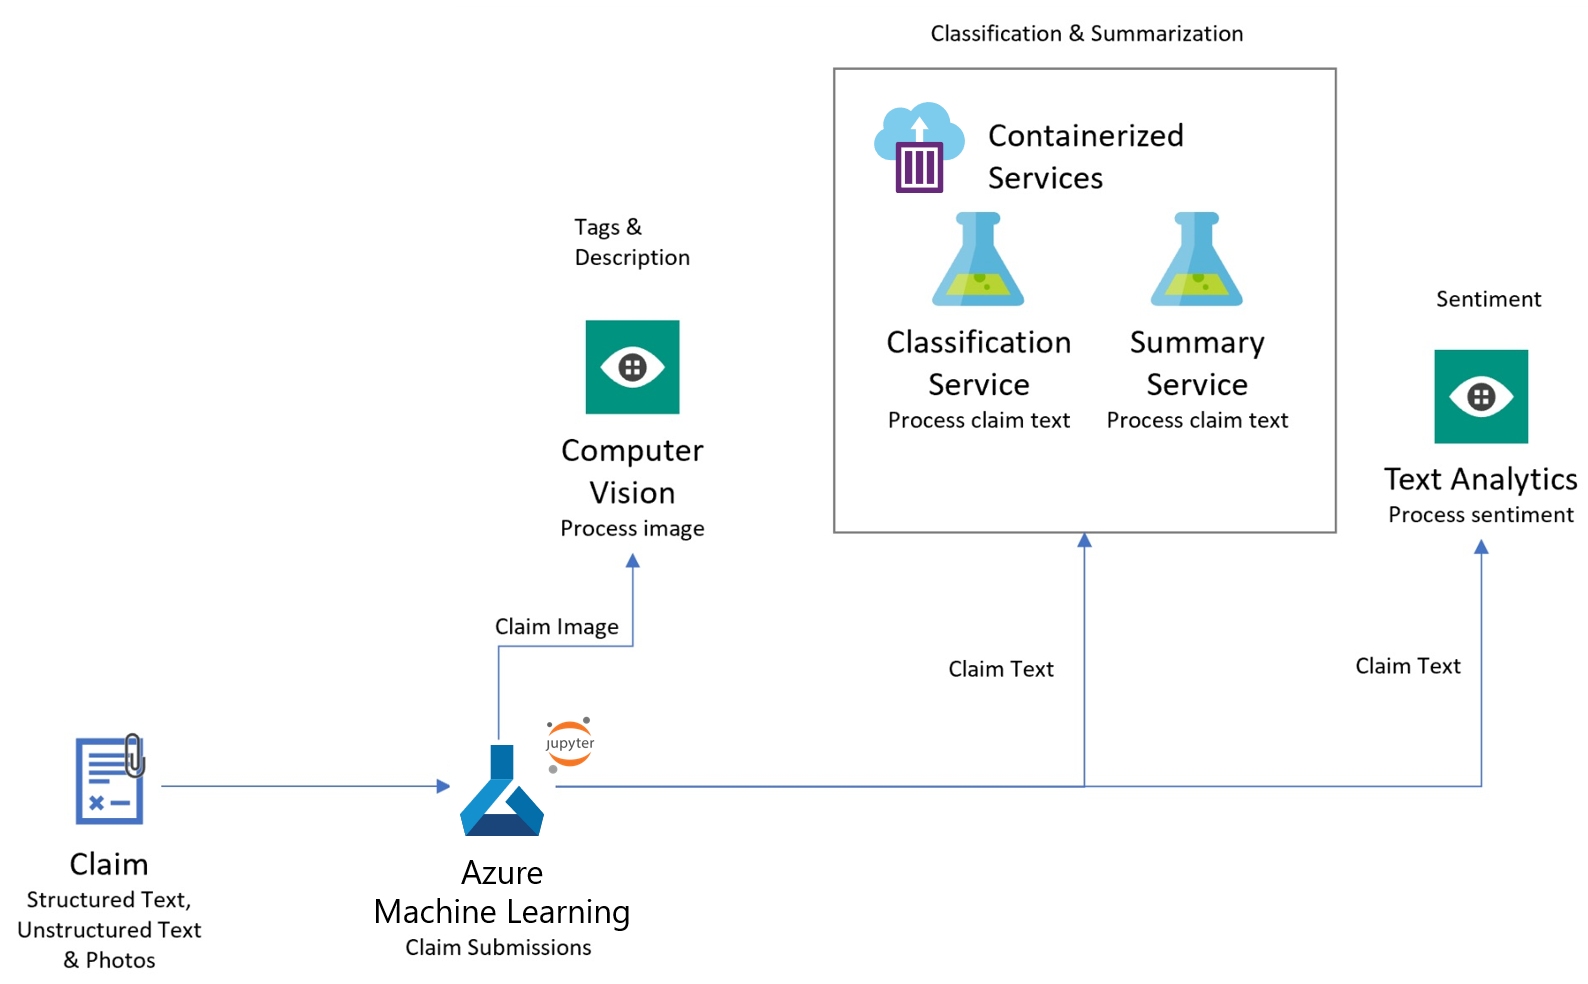 Classification & Summarization
Containerized
Services
Tags &
Description
Classification
Service
Process claim text
Summary
Service
Process claim text
Sentiment
Computer
Vision
Process image
Text Analytics
Process sentiment
Claim Image
Claim Text
Claim Text
jupyter
Claim
Structured Text,
Unstructured Text
& Photos
Azure
Machine Learning
Claim Submissions